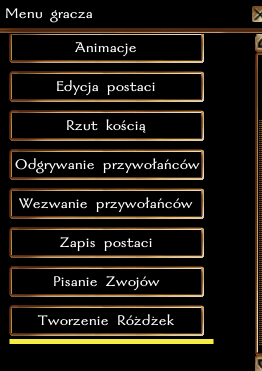 Menu gracza
Animacje
Edycja postaci
Rzut kością
Odgrywanie przywołańców
Wezwanie przywołańców
Zapis postaci
Pisanie Zwojów
Tworzenie Różdżek